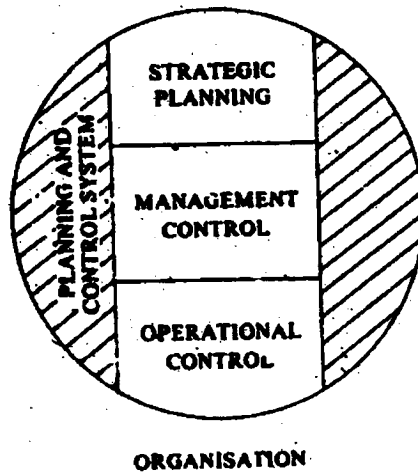 STRATEGIC
PLANNING
PLANNING AND
CONTROL SYSTEM
MANAGEMENT
CONTROL
OPERATIONAL
CONTROL
ORGANISATION